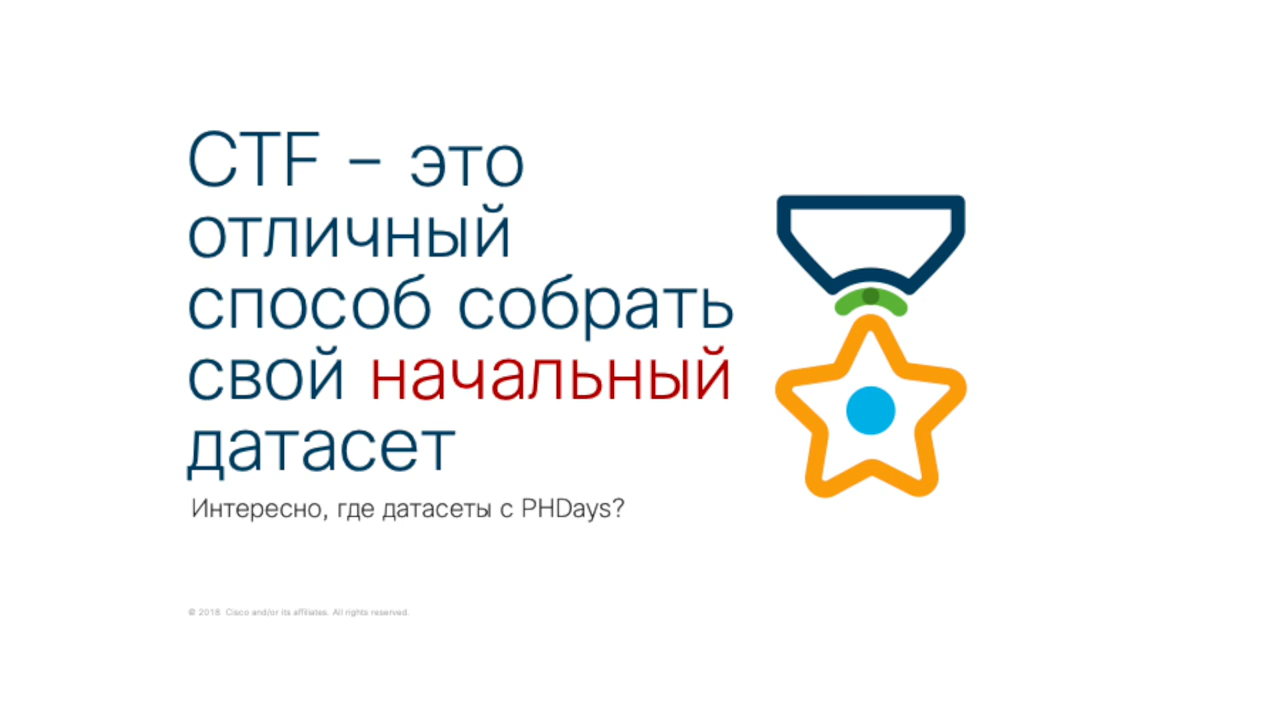 CTF – это
отличный
способ собрать
свой начальный
датасет
Интересно, где датасеты с PHDays?
© 2018 Cisco and/or its affiliates. All rights reserved.